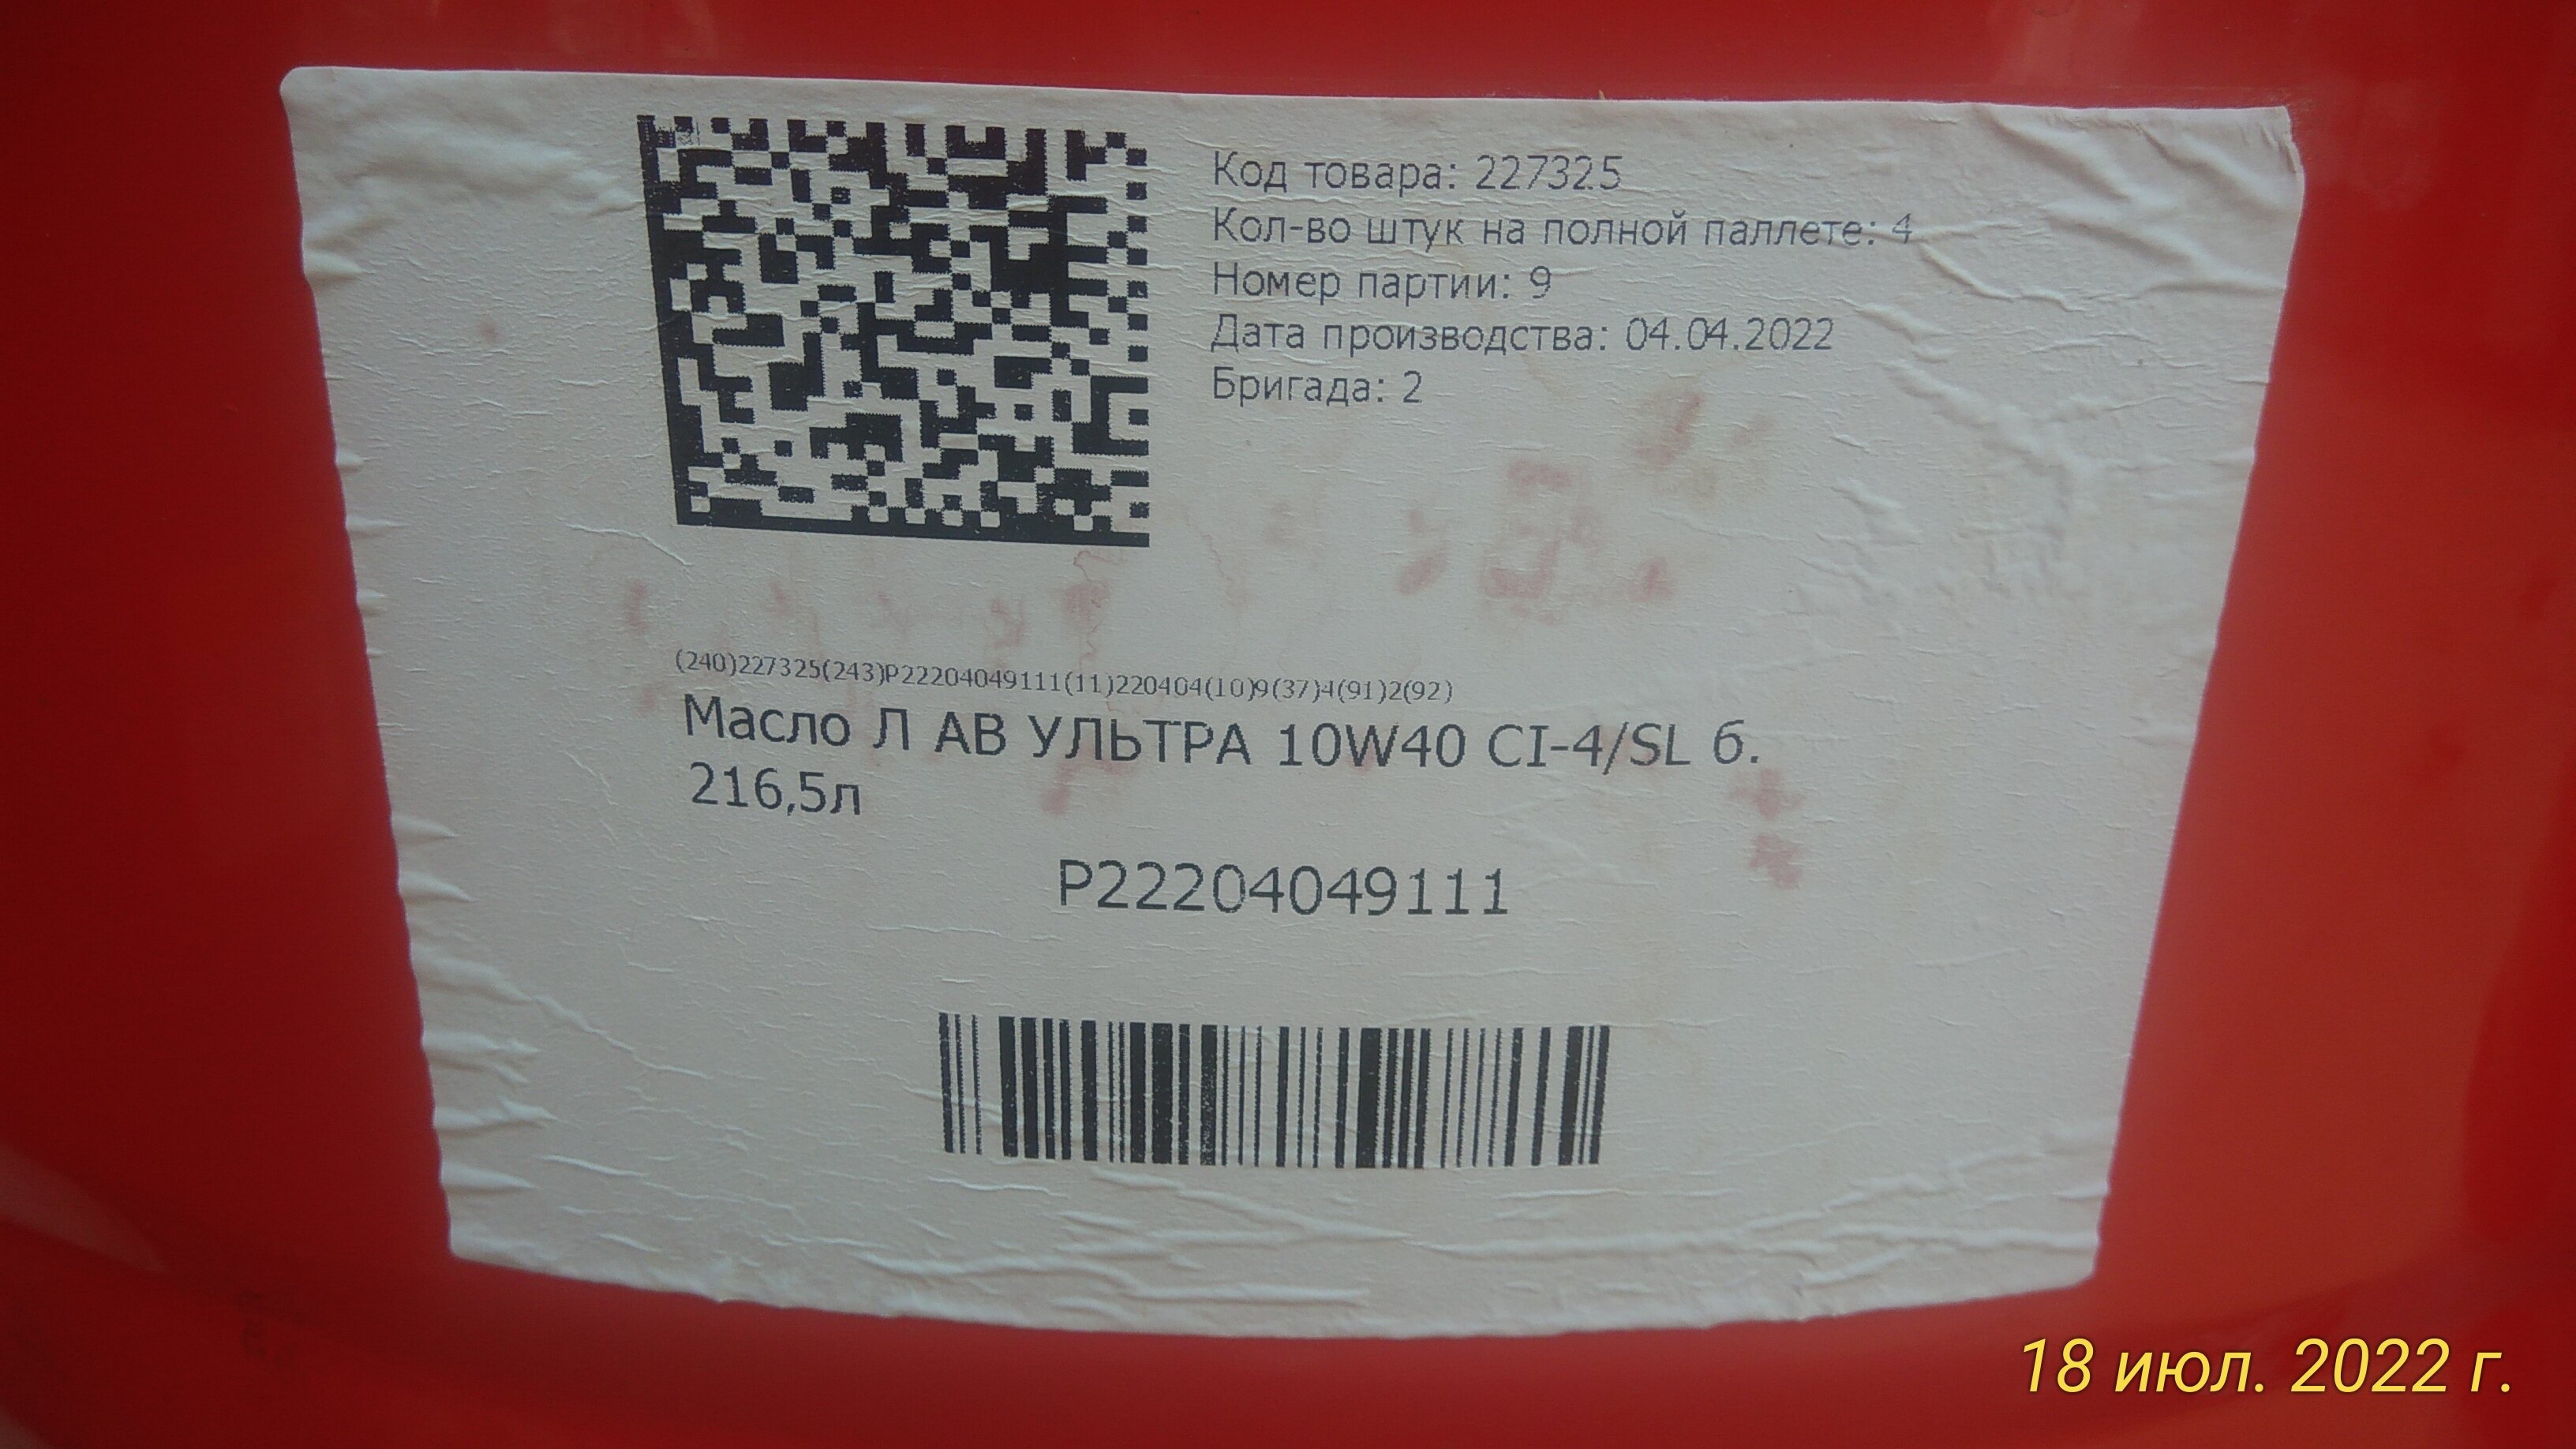 Код товара: 227325
Кол-во штук на полной паллете: 4
Номер партии: 9
Дата производства: 04.04.2022
Бригада: 2
(240)227325(243)P22204049111(11)220404(10)9(37)4(91)2(92)
Масло Л АВ УЛЬТРА 10W40 CI-4/SL б.
216,5л
P22204049111
18 июл. 2022 г.